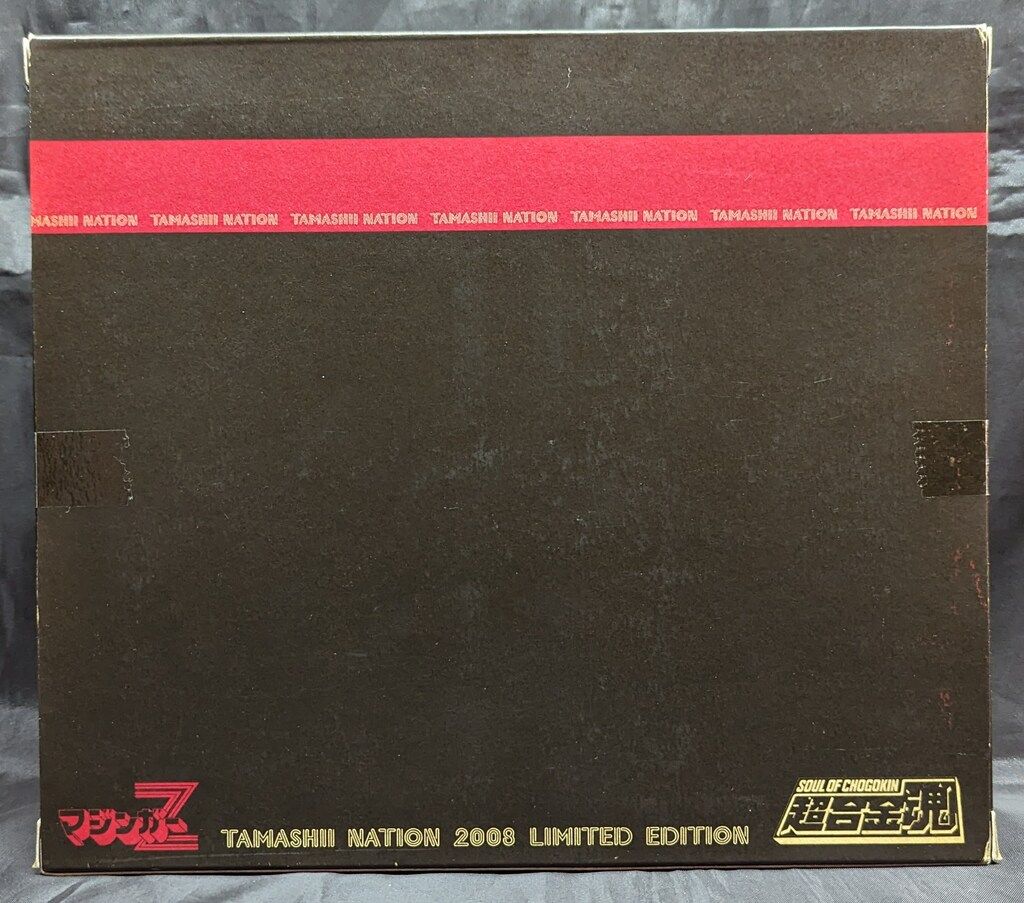 MASHII NATION TAMASHII NATION TAMASHII NATION TAMASHII NATION TAMASHII NATION TAMASHII NATION TAMASHII NATION
マジンガーZ
TAMASHII NATION 2008 LIMITED EDITION
SOUL OF CHOGOKIN
超合金魂